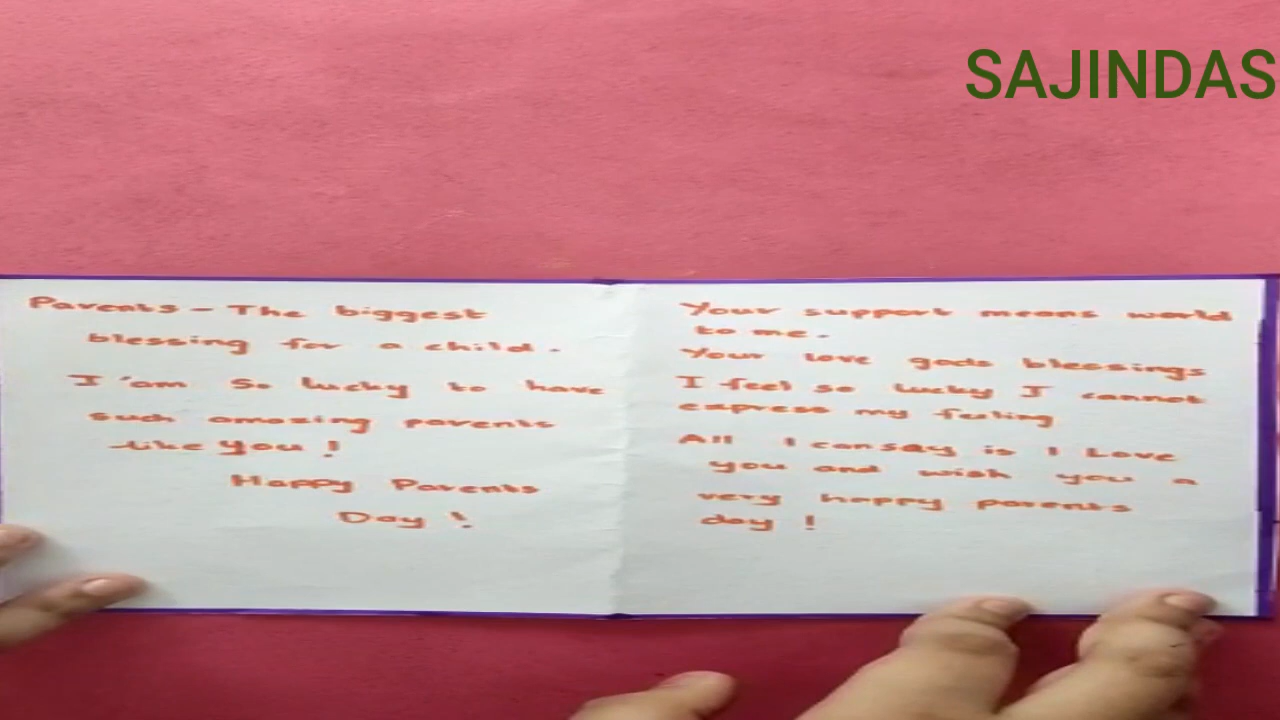 SAJINDAS
Parents - The biggest
blessing for a child.
I 'am So lucky to have
such amazing parents
like You !
Happy Parents
Day !
Your support means world
to me.
Your love gods blessings
I feel so lucky I cannot
express my feeling
All I can say is I Love
you and wish you a
very happy parents
day !